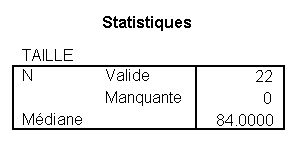 Statistiques
TAILLE
N Valide 22
Manquante 0
Médiane 84.0000